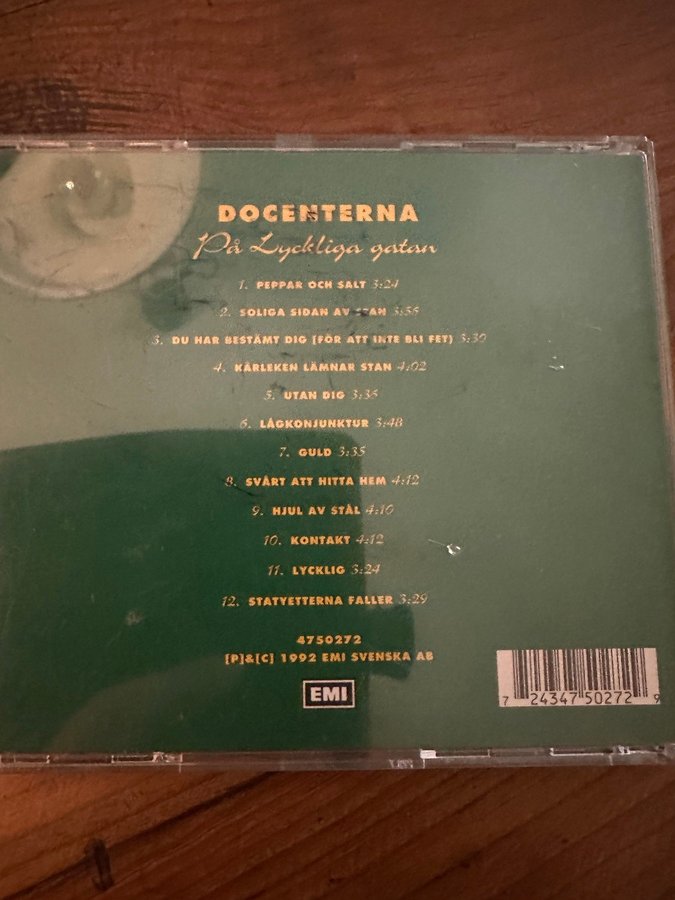 DOCENTERNA
På Lyckliga gatan
1. PEPPAR OCH SALT 3:24
2. SOLIGA SIDAN AV STAN 3:56
3. DU HAR BESTÄMT DIG [FÖR ATT INTE BLI FET] 3:30
4. KÄRLEKEN LÄMNAR STAN 4:02
5. UTAN DIG 3:35
6. LÅGKONJUNKTUR 3:48
7. GULD 3:35
8. SVÅRT ATT HITTA HEM 4:12
9. HJUL AV STÅL 4:10
10. KONTAKT 4:12
11. LYCKLIG 3:24
12. STATYETTERNA FALLER 3:29
4750272
[P]&[C] 1992 EMI SVENSKA AB
EMI
7 24347 50272 9